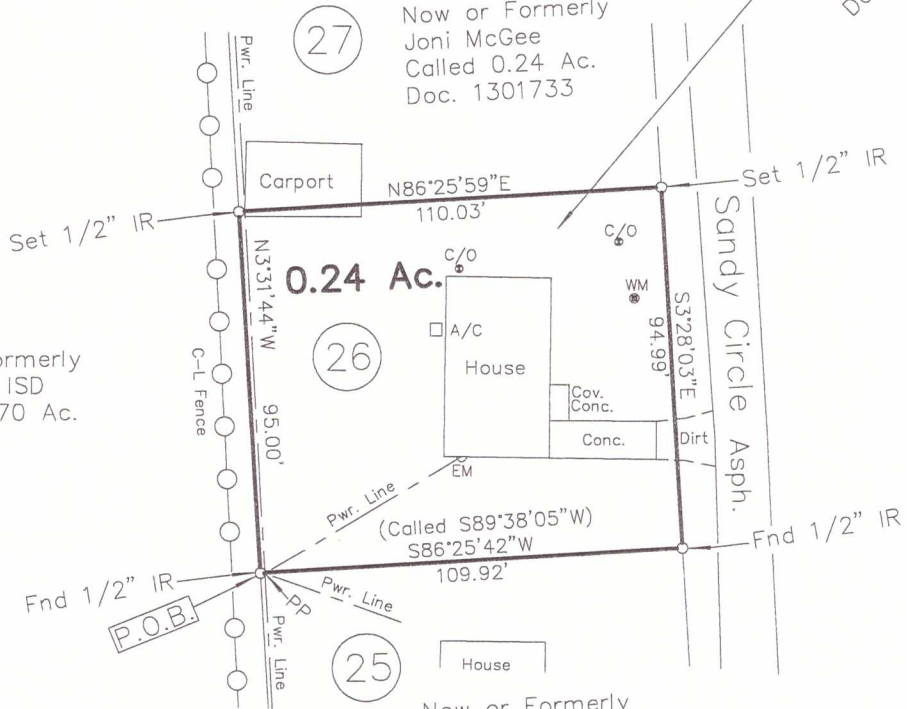 27
Now or Formerly
Joni McGee
Called 0.24 Ac.
Doc. 1301733
Pwr. Line
Carport
N86°25'59"E
110.03'
Set 1/2" IR
Set 1/2" IR
C/O
C/O
WM
N3°31'44"W
95.00'
0.24 Ac.
26
A/C
House
S3°28'03"E
94.99'
Sandy Circle Asph.
ormerly
ISD
70 Ac.
C-L Fence
Cov.
Conc.
Conc.
Dirt
EM
Pwr. Line
(Called S89°38'05"W)
S86°25'42"W
109.92'
Fnd 1/2" IR
Fnd 1/2" IR
P.O.B.
PP
Pwr. Line
Pwr. Line
25
House
Now or Formerly